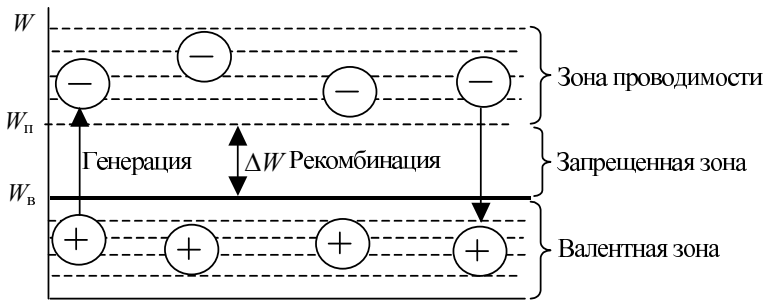 W
− − − −
Зона проводимости
Wп
Генерация ΔW Рекомбинация
Запрещенная зона
Wв
+ + + +
Валентная зона